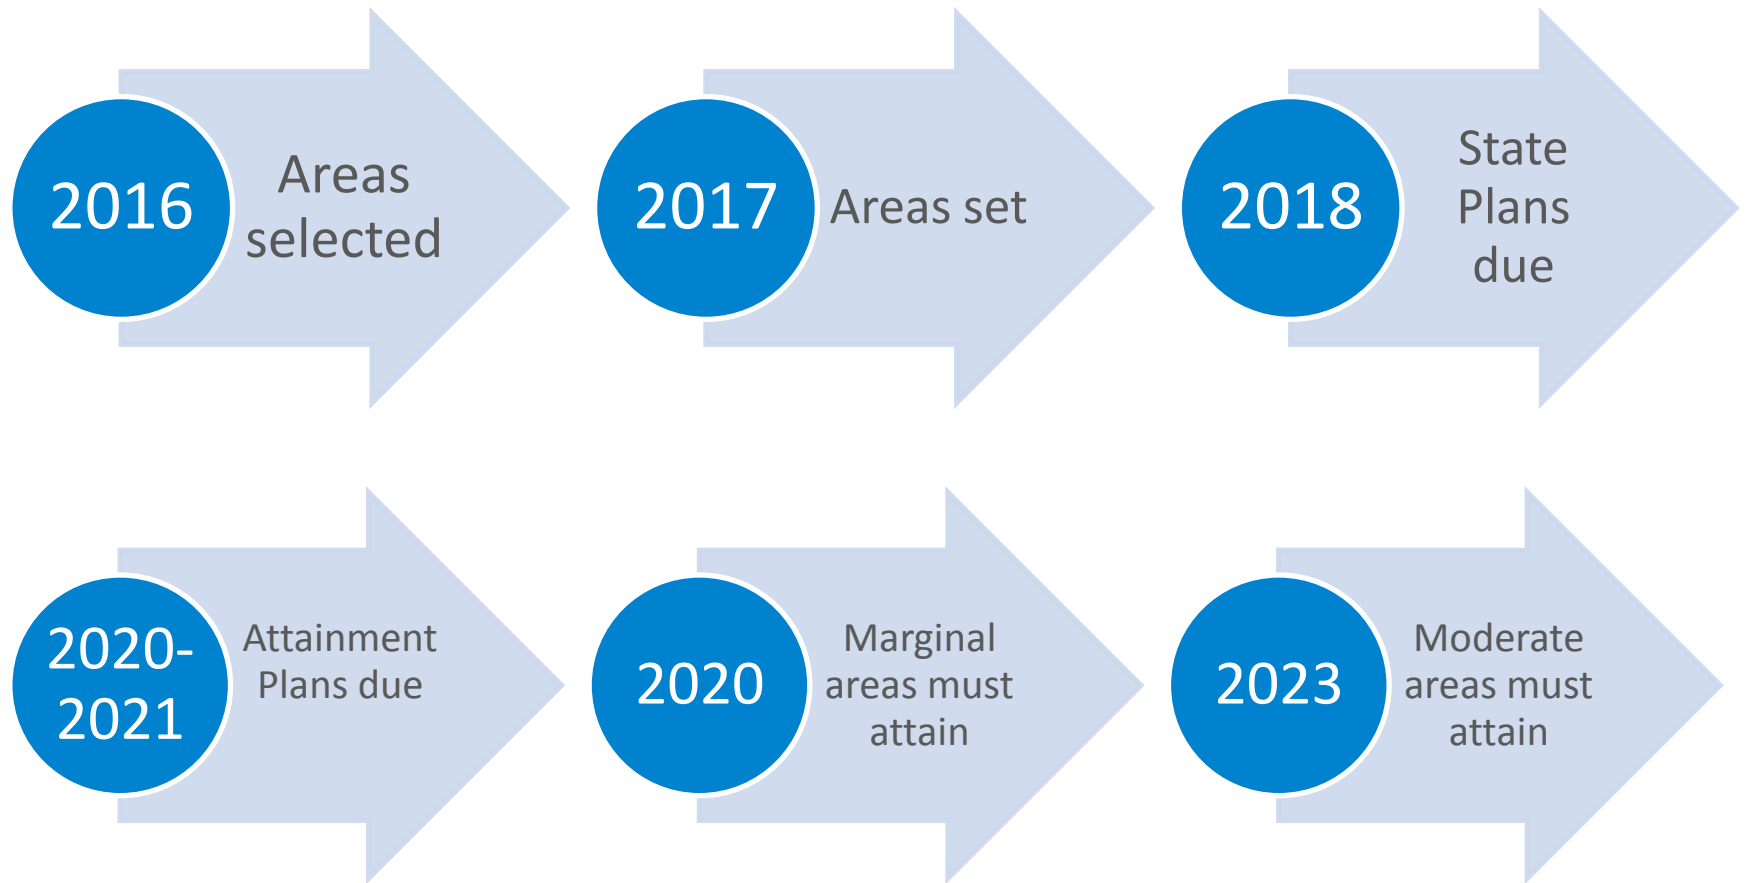 2016
Areas
selected
2017
Areas set
2018
State
Plans
due
2020-
2021
Attainment
Plans due
2020
Marginal
areas must
attain
2023
Moderate
areas must
attain